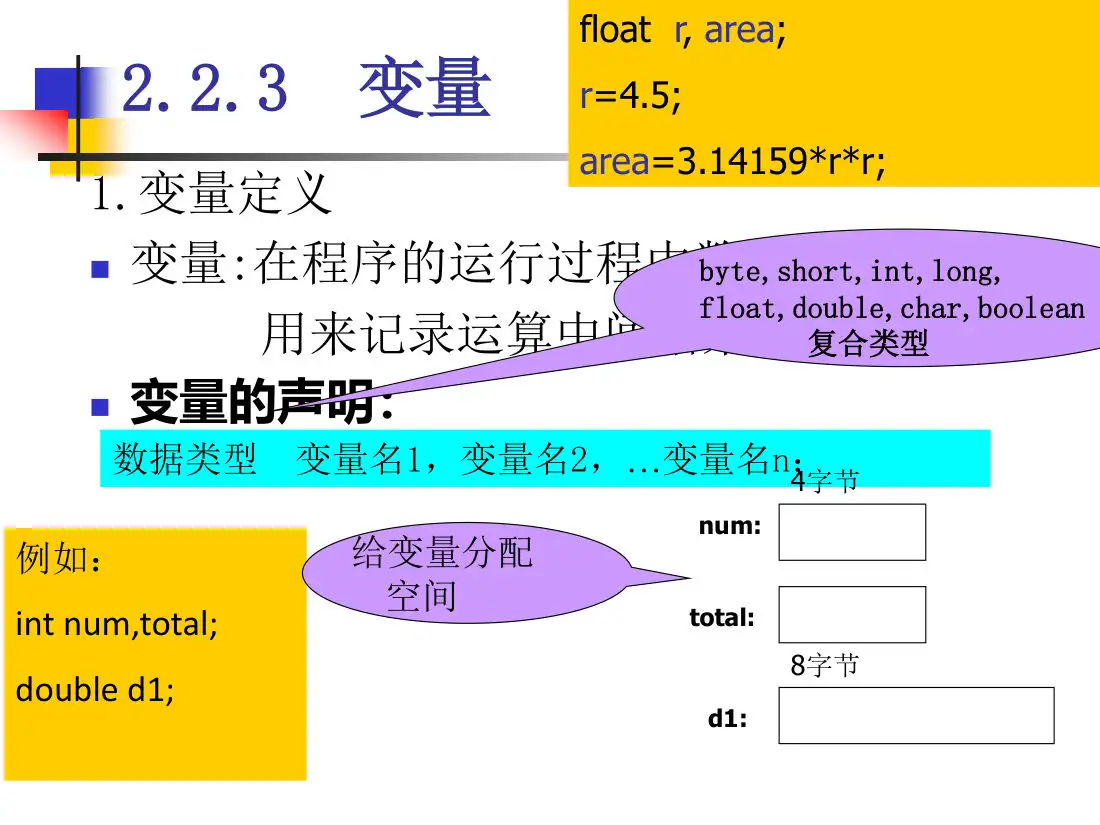 2.2.3 变量
float r, area;
r=4.5;
area=3.14159*r*r;
1.变量定义
变量:在程序的运行过程中数
用来记录运算中间
byte,short,int,long,
float,double,char,boolean
复合类型
变量的声明:
数据类型 变量名1，变量名2，…变量名n;
例如：
int num,total;
double d1;
给变量分配
空间
4字节
num:
total:
8字节
d1: